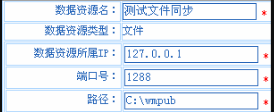 数据资源名：测试文件同步 *
数据资源类型：文件
数据资源所属IP：127.0.0.1 *
端口号：1288 *
路径：C:\wmpub *